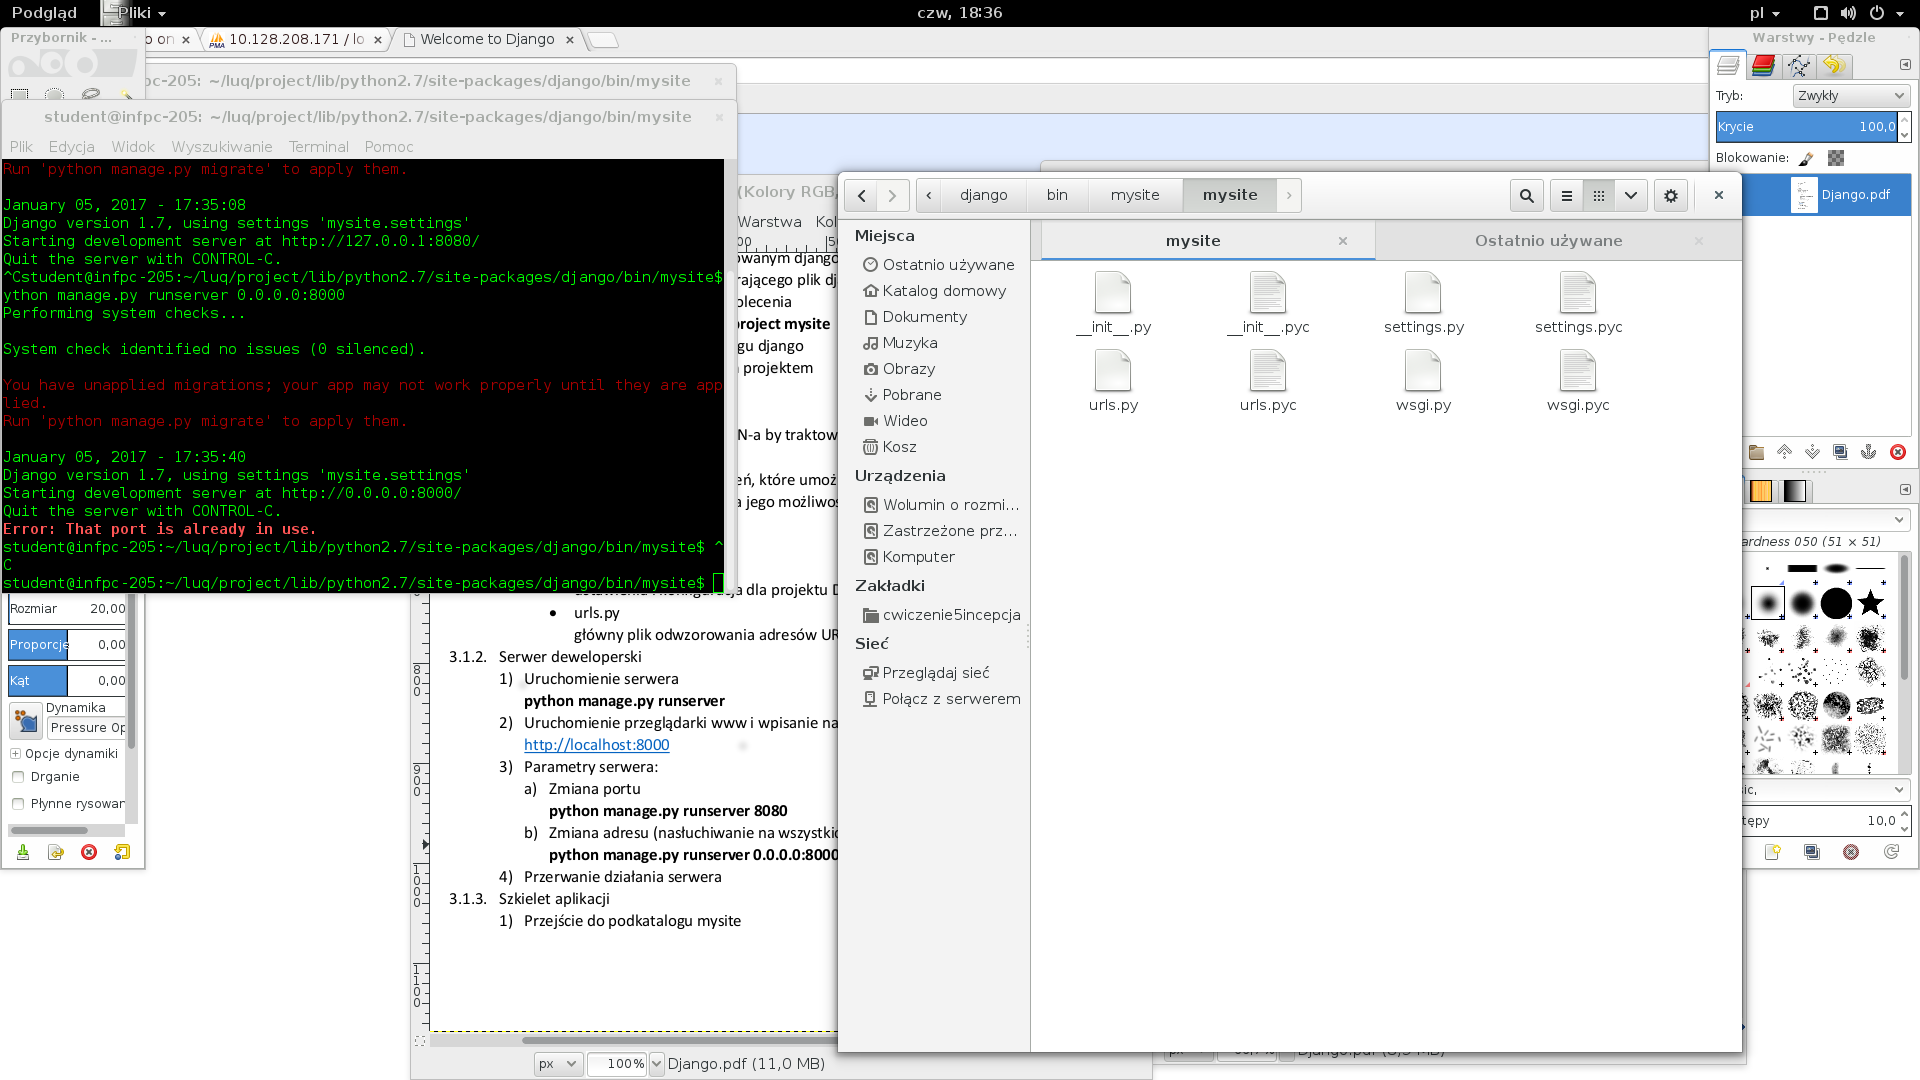 Podgląd
Pliki
czw, 18:36
pl
Przybornik - ...
o on
10.128.208.171 / lo
Welcome to Django
Warstwy - Pędzle
fpc-205: ~/luq/project/lib/python2.7/site-packages/django/bin/mysite
student@infpc-205: ~/luq/project/lib/python2.7/site-packages/django/bin/mysite
Plik Edycja Widok Wyszukiwanie Terminal Pomoc
Run 'python manage.py migrate' to apply them.
January 05, 2017 - 17:35:08
Django version 1.7, using settings 'mysite.settings'
Starting development server at http://127.0.0.1:8080/
Quit the server with CONTROL-C.
^Cstudent@infpc-205:~/luq/project/lib/python2.7/site-packages/django/bin/mysite$
ython manage.py runserver 0.0.0.0:8000
Performing system checks...
System check identified no issues (0 silenced).
You have unapplied migrations; your app may not work properly until they are app
lied.
Run 'python manage.py migrate' to apply them.
January 05, 2017 - 17:35:40
Django version 1.7, using settings 'mysite.settings'
Starting development server at http://0.0.0.0:8000/
Quit the server with CONTROL-C.
Error: That port is already in use.
student@infpc-205:~/luq/project/lib/python2.7/site-packages/django/bin/mysite$ ^
C
student@infpc-205:~/luq/project/lib/python2.7/site-packages/django/bin/mysite$
Rozmiar 20,00
Proporcje 0,00
Kąt 0,00
Dynamika
Pressure Op
Opcje dynamiki
Drganie
Płynne rysowan
(Kolory RGB,
Warstwa Kol
owanym django
rającego plik dj
olecenia
project mysite
gu django
projektem
N-a by traktow
eń, które umoż
a jego możliwoś
cja dla projektu D
• urls.py
główny plik odwzorowania adresów UR
3.1.2. Serwer deweloperski
1) Uruchomienie serwera
python manage.py runserver
2) Uruchomienie przeglądarki www i wpisanie na
http://localhost:8000
3) Parametry serwera:
a) Zmiana portu
python manage.py runserver 8080
b) Zmiana adresu (nasłuchiwanie na wszystkic
python manage.py runserver 0.0.0.0:8000
4) Przerwanie działania serwera
3.1.3. Szkielet aplikacji
1) Przejście do podkatalogu mysite
800
900
1000
1100
px 100% Django.pdf (11,0 MB)
django bin mysite mysite
Miejsca
Ostatnio używane
Katalog domowy
Dokumenty
Muzyka
Obrazy
Pobrane
Wideo
Kosz
Urządzenia
Wolumin o rozmi...
Zastrzeżone prz...
Komputer
Zakładki
cwiczenie5incepcja
Sieć
Przeglądaj sieć
Połącz z serwerem
mysite Ostatnio używane
__init__.py __init__.pyc settings.py settings.pyc
urls.py urls.pyc wsgi.py wsgi.pyc
Tryb: Zwykły
Krycie 100,0
Blokowanie:
Django.pdf
ardness 050 (51 × 51)
sic,
tępy 10,0